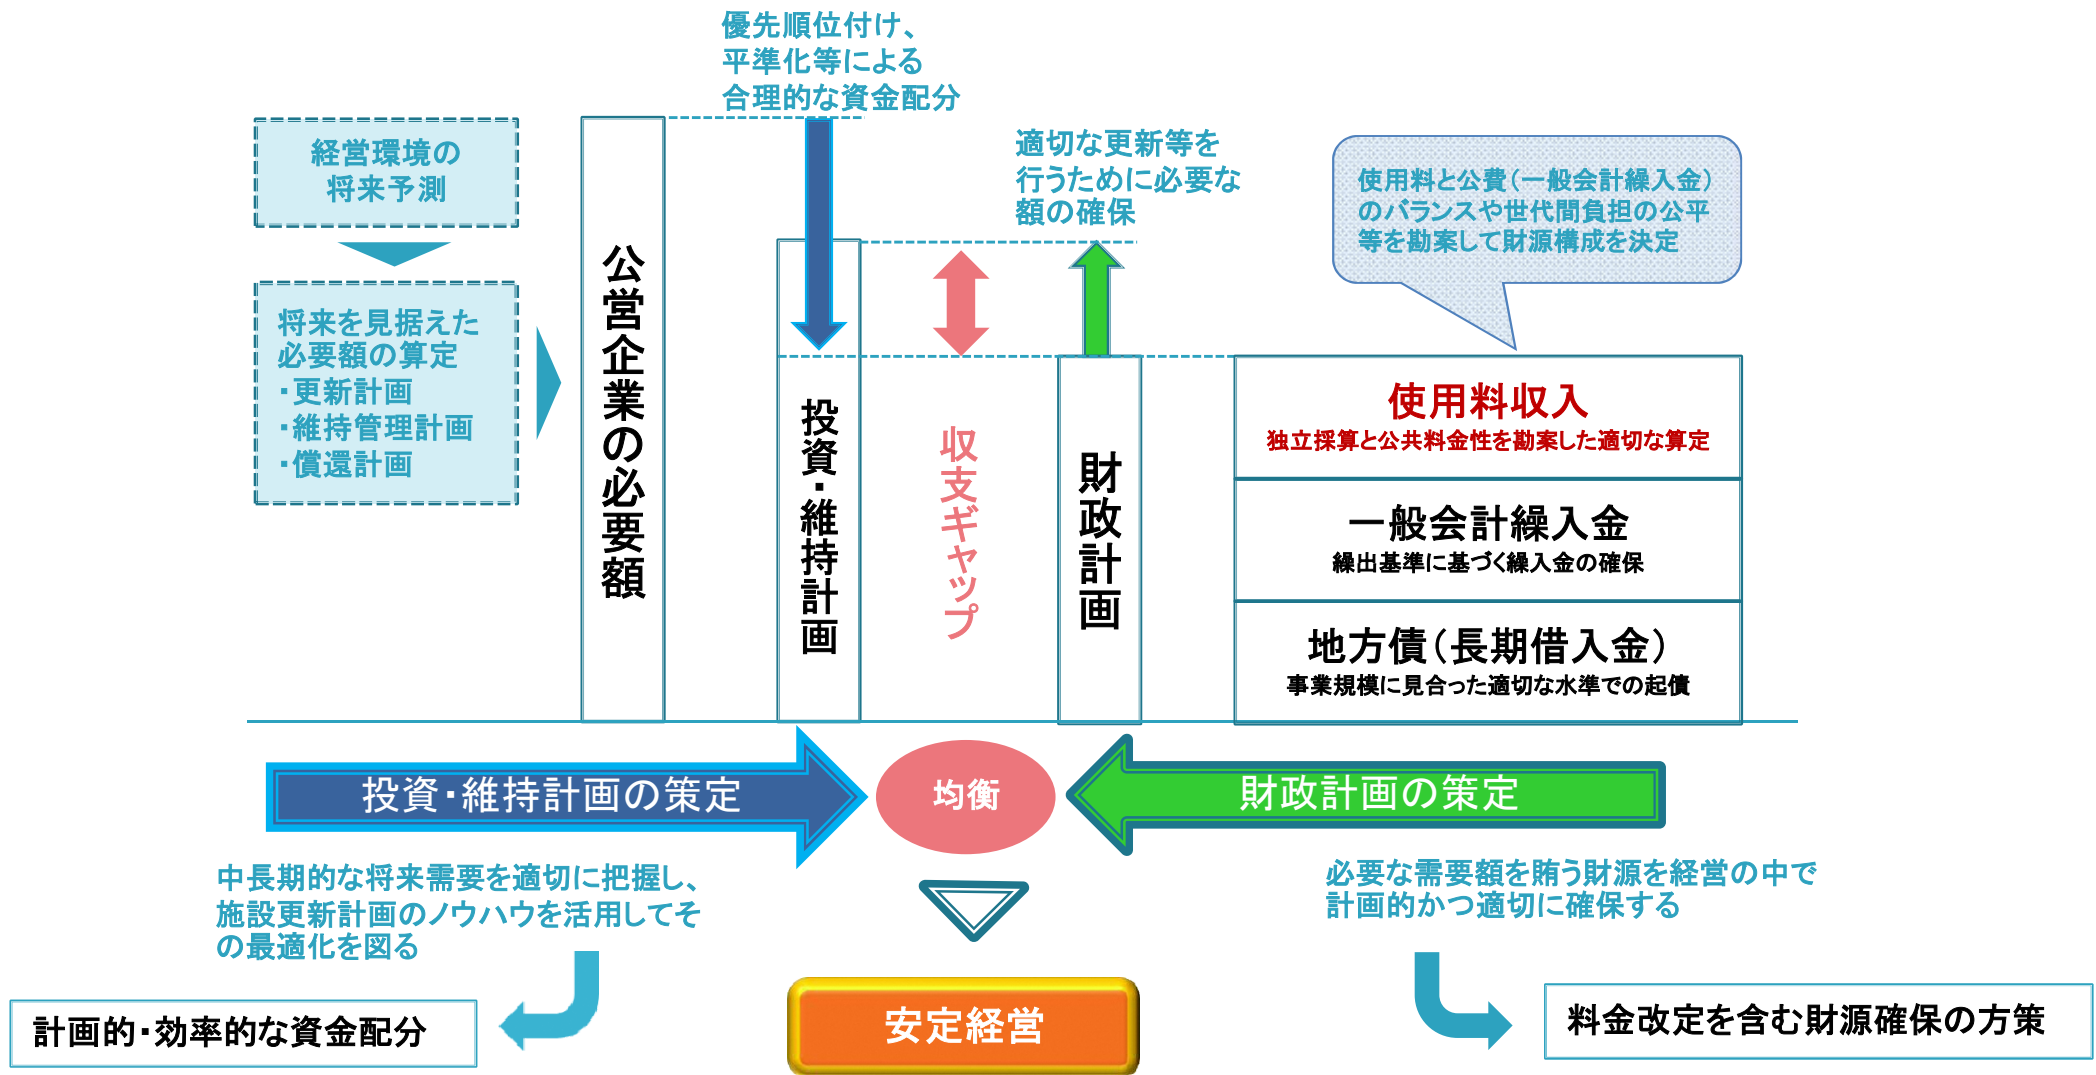 優先順位付け、
平準化等による
合理的な資金配分
経営環境の
将来予測
将来を見据えた
必要額の算定
・更新計画
・維持管理計画
・償還計画
公営企業の必要額
投資・維持計画
収支ギャップ
適切な更新等を
行うために必要な
額の確保
財政計画
使用料と公費（一般会計繰入金）
のバランスや世代間負担の公平
等を勘案して財源構成を決定
使用料収入
独立採算と公共料金性を勘案した適切な算定
一般会計繰入金
繰出基準に基づく繰入金の確保
地方債（長期借入金）
事業規模に見合った適切な水準での起債
投資・維持計画の策定
均衡
財政計画の策定
中長期的な将来需要を適切に把握し、
施設更新計画のノウハウを活用してそ
の最適化を図る
必要な需要額を賄う財源を経営の中で
計画的かつ適切に確保する
計画的・効率的な資金配分
安定経営
料金改定を含む財源確保の方策